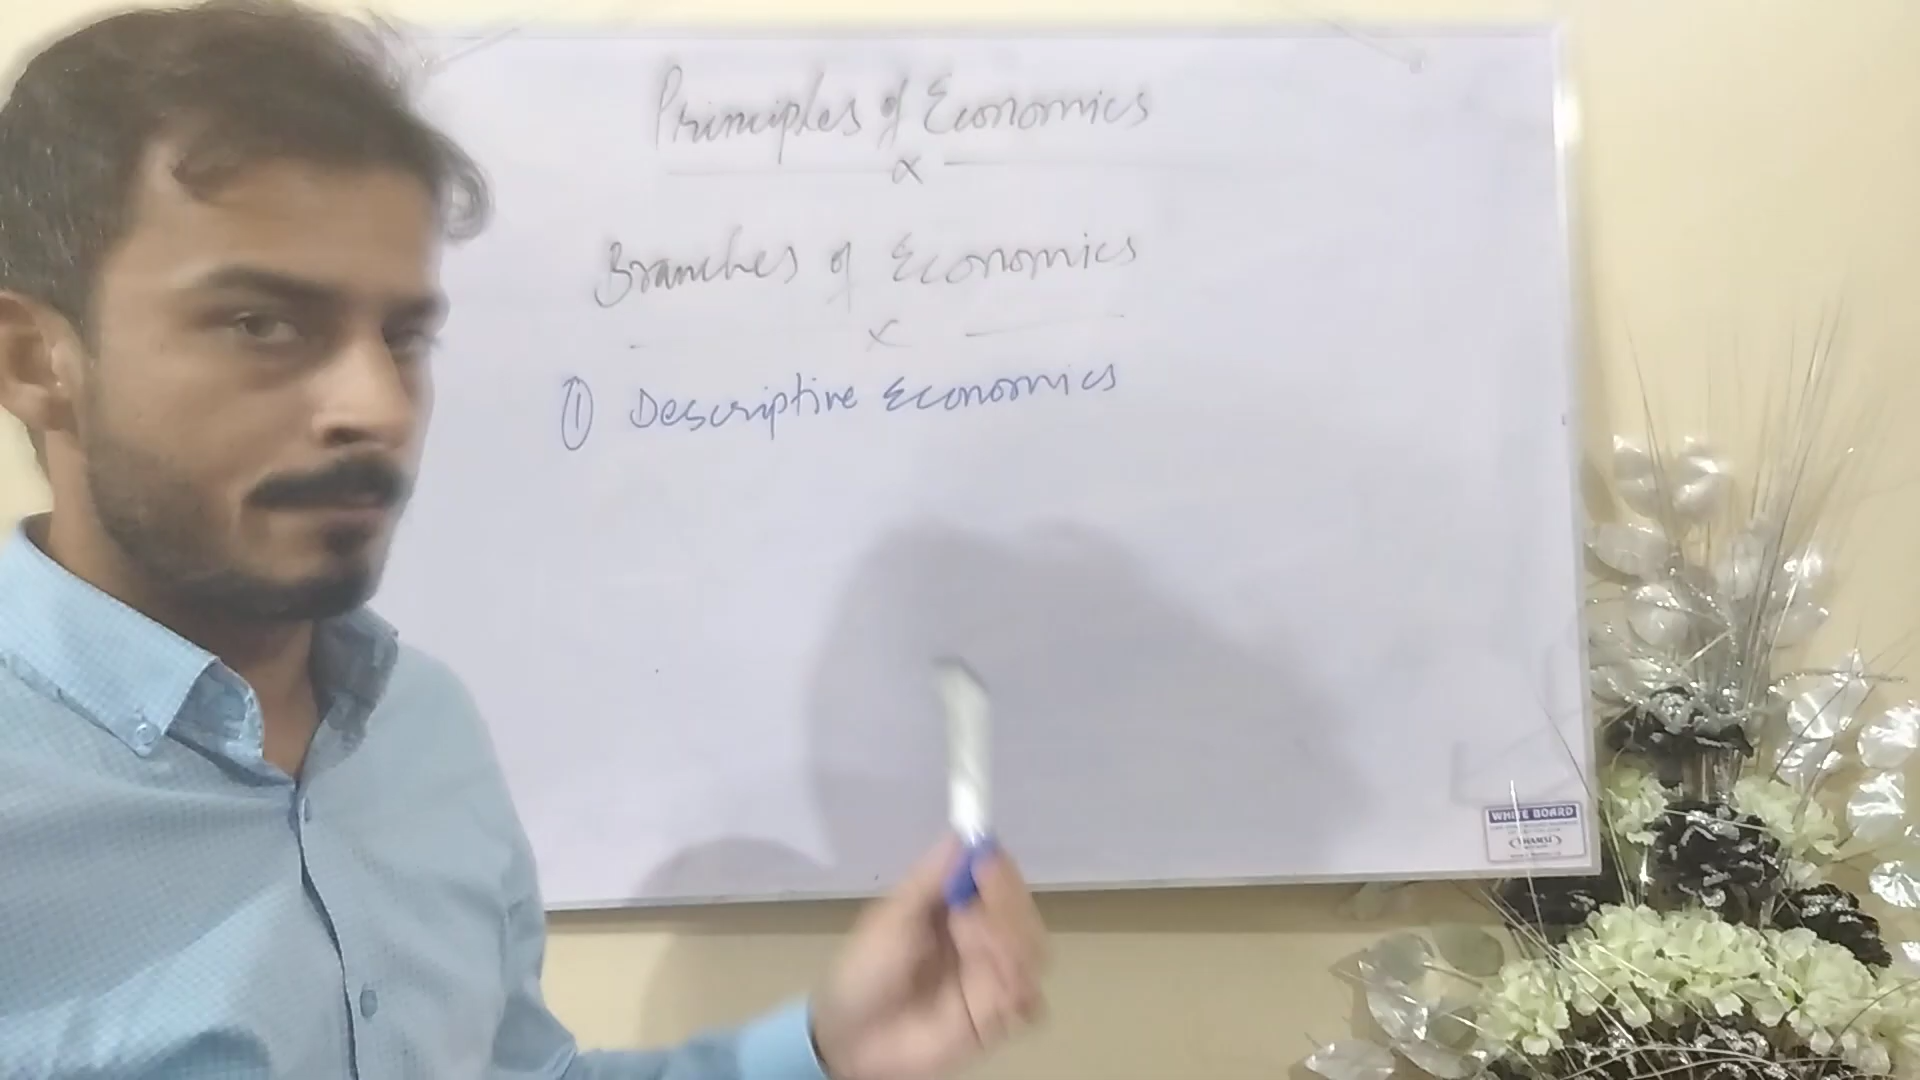 Principles of Economics
Branches of Economics
① Descriptive Economics
WHITE BOARD